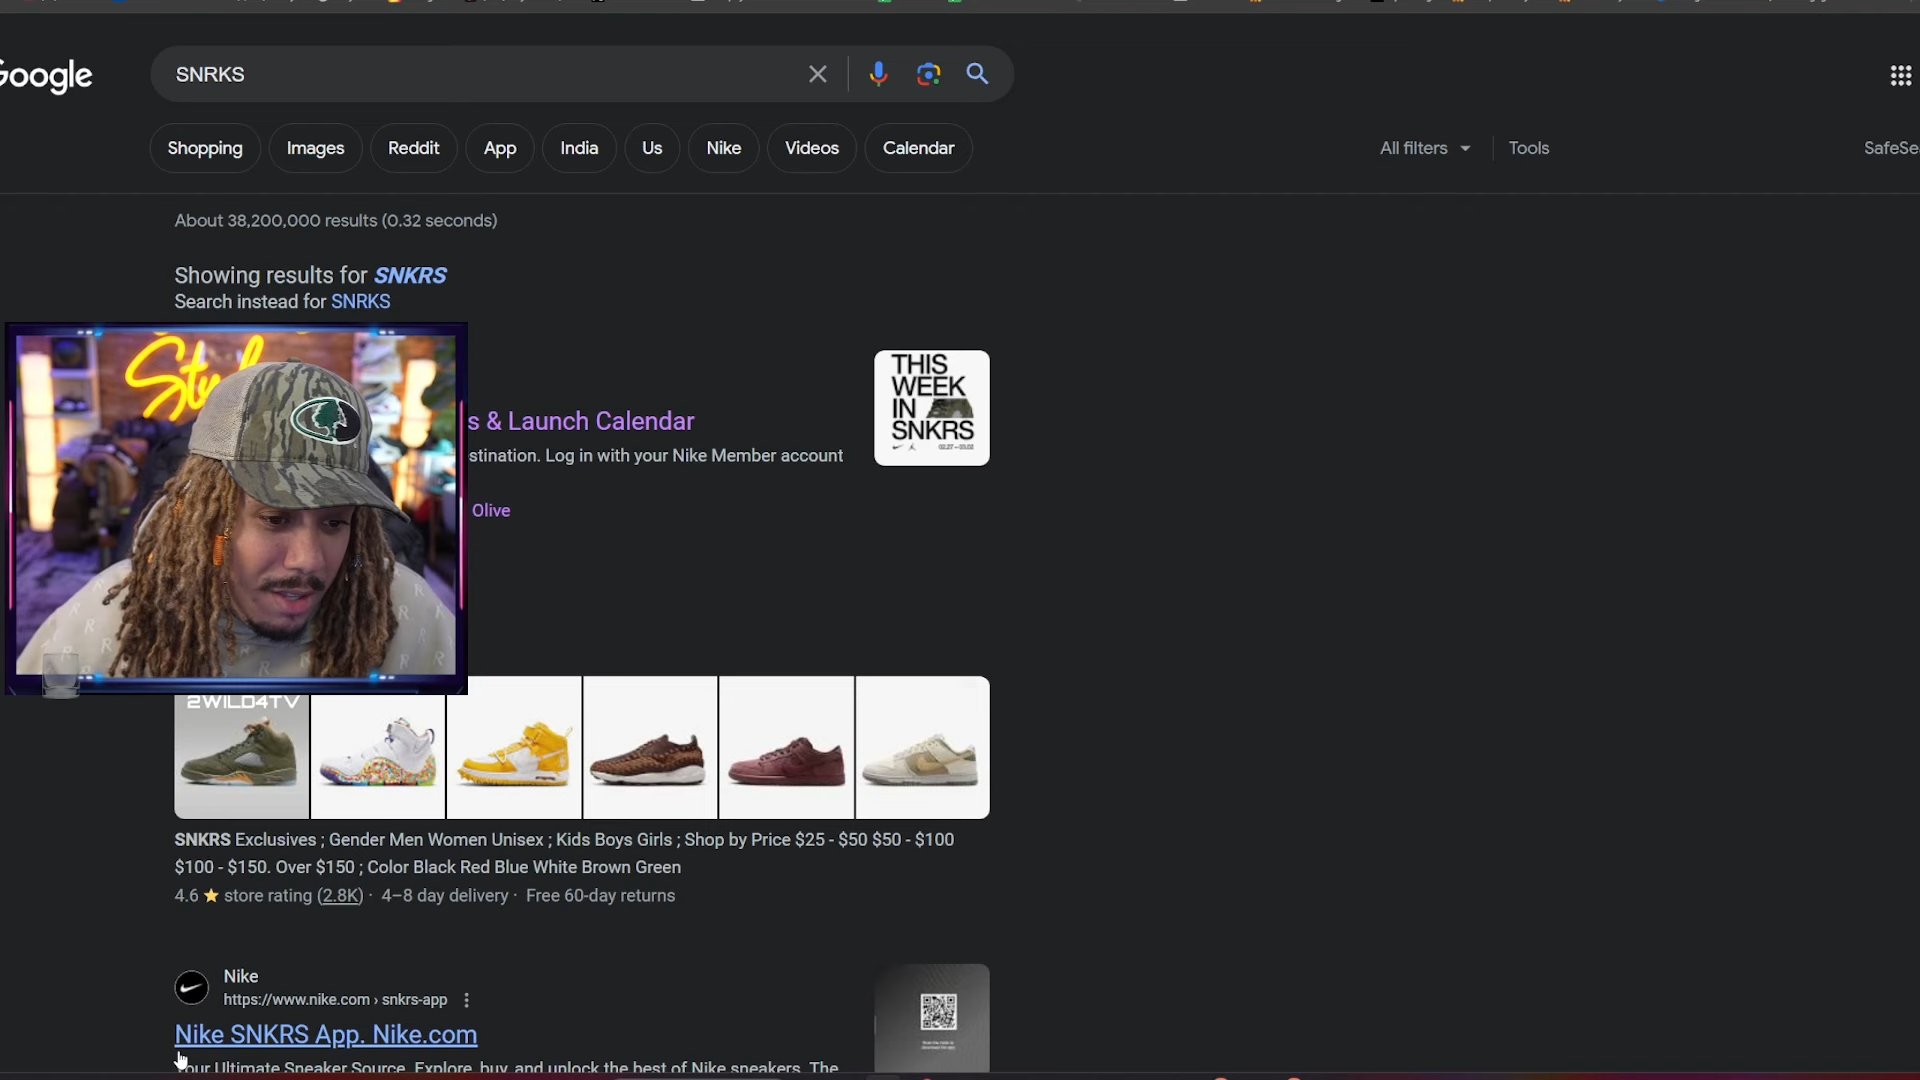 Google
SNRKS
Shopping
Images
Reddit
App
India
Us
Nike
Videos
Calendar
All filters
Tools
About 38,200,000 results (0.32 seconds)
Showing results for SNKRS
Search instead for SNRKS
THIS
WEEK
IN
SNKRS
s & Launch Calendar
stination. Log in with your Nike Member account
Olive
2WILD4TV
SNKRS Exclusives ; Gender Men Women Unisex ; Kids Boys Girls ; Shop by Price $25 - $50 $50 - $100
$100 - $150. Over $150 ; Color Black Red Blue White Brown Green
4.6 ★ store rating (2.8K) · 4–8 day delivery · Free 60-day returns
Nike
https://www.nike.com › snkrs-app
Nike SNKRS App. Nike.com
Your Ultimate Sneaker Source. Explore, buy, and unlock the best of Nike sneakers. The